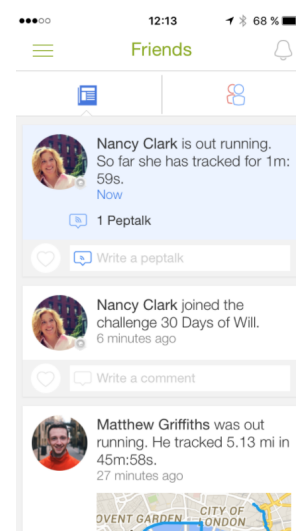 12:13
68 %
Friends
Nancy Clark is out running.
So far she has tracked for 1m:
59s.
Now
1 Peptalk
Write a peptalk
Nancy Clark joined the
challenge 30 Days of Will.
6 minutes ago
Write a comment
Matthew Griffiths was out
running. He tracked 5.13 mi in
45m:58s.
27 minutes ago
CITY OF
OVENT GARDEN
LONDON